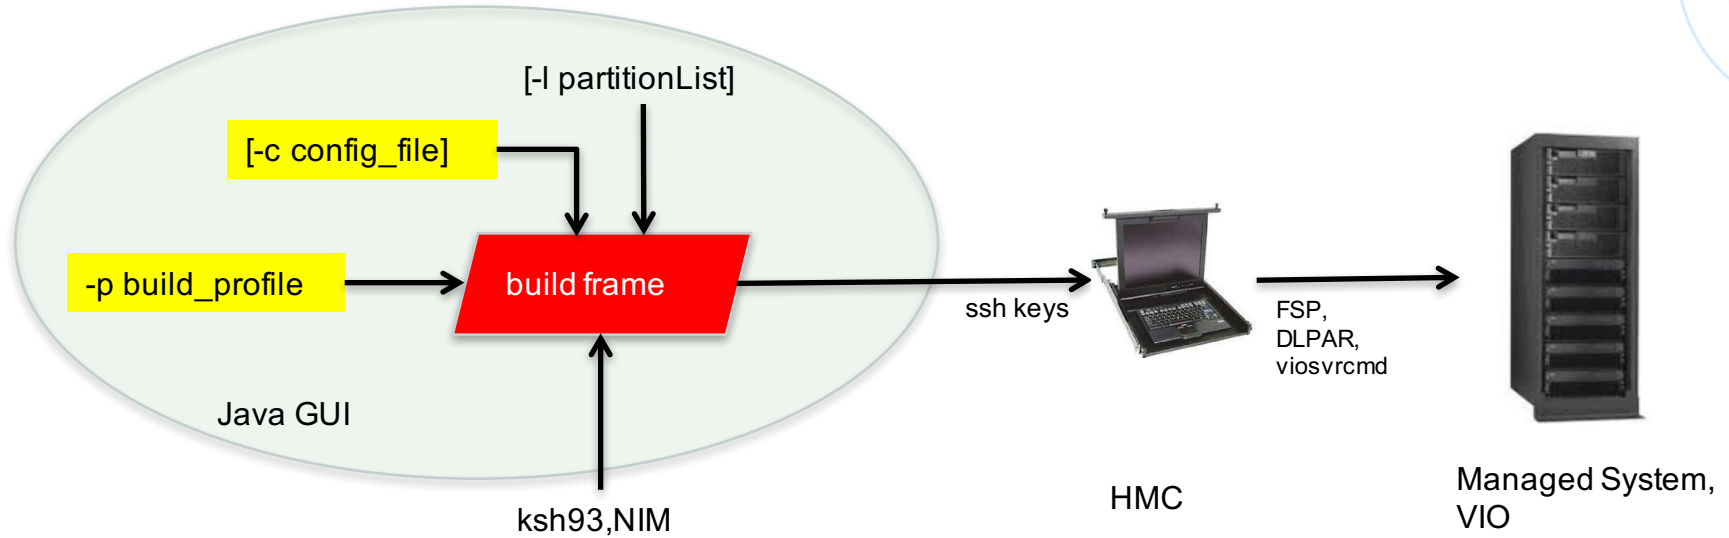 [-l partitionList]
[-c config_file]
-p build_profile
build frame
ssh keys
FSP,
DLPAR,
viosvrcmd
Java GUI
ksh93,NIM
HMC
Managed System,
VIO